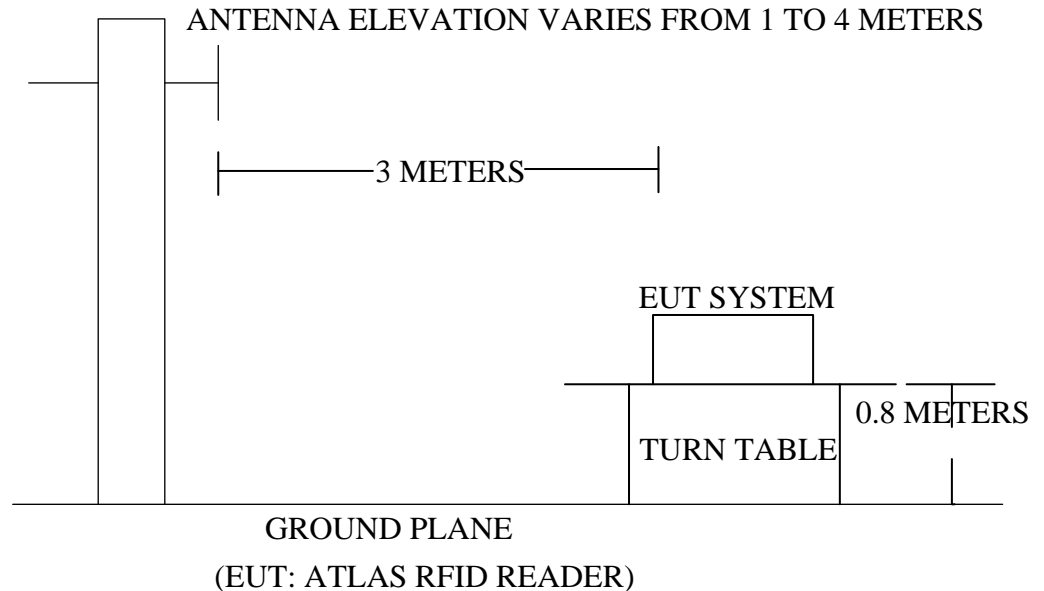 ANTENNA ELEVATION VARIES FROM 1 TO 4 METERS
3 METERS
EUT SYSTEM
0.8 METERS
TURN TABLE
GROUND PLANE
(EUT: ATLAS RFID READER)